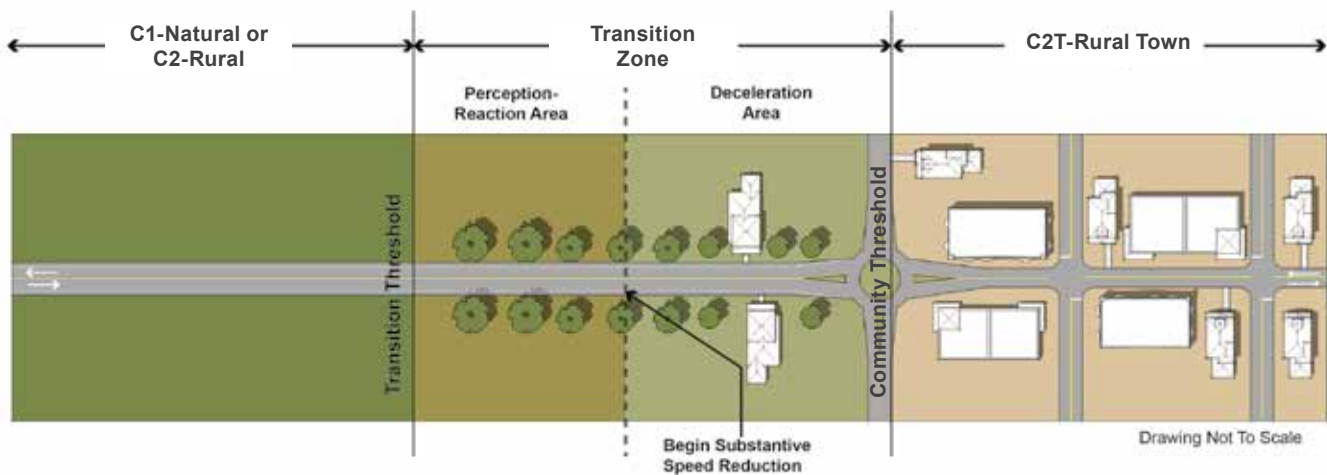 C1-Natural or
C2-Rural
Transition
Zone
C2T-Rural Town
Perception-
Reaction Area
Deceleration
Area
Transition Threshold
Community Threshold
Begin Substantive
Speed Reduction
Drawing Not To Scale